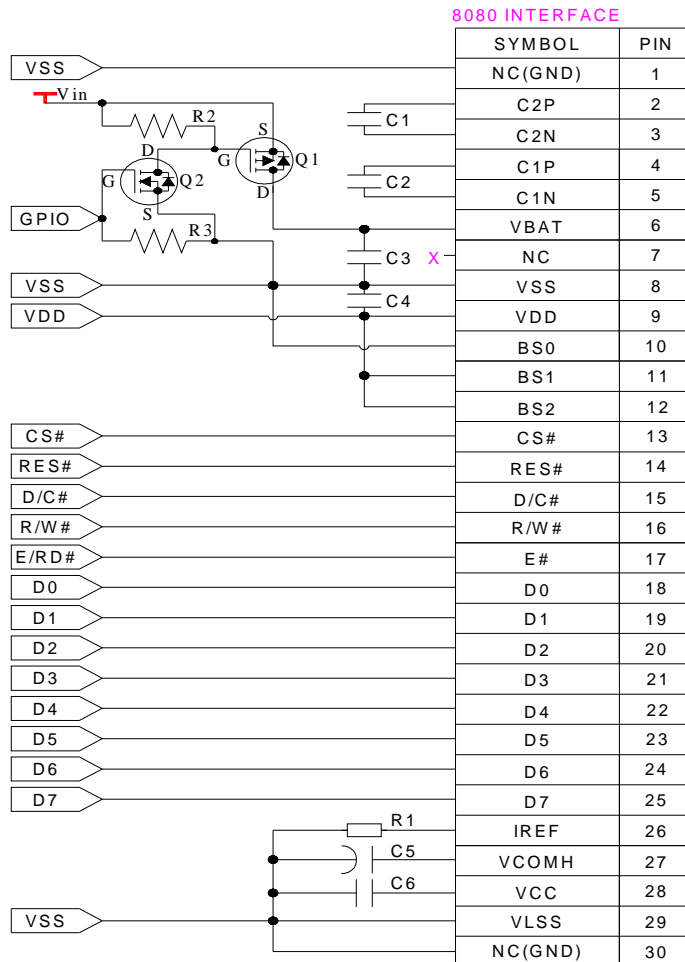 8080 INTERFACE
SYMBOL PIN
VSS NC(GND) 1
Vin
R2 C1 C2P 2
S
C2N 3
D Q1
G C1P 4
G Q2 C2
D C1N 5
S
GPIO VBAT 6
R3
C3 X NC 7
VSS VSS 8
C4
VDD VDD 9
BS0 10
BS1 11
BS2 12
CS# CS# 13
RES# RES# 14
D/C# D/C# 15
R/W# R/W# 16
E/RD# E# 17
D0 D0 18
D1 D1 19
D2 D2 20
D3 D3 21
D4 D4 22
D5 D5 23
D6 D6 24
D7 D7 25
R1 IREF 26
C5 VCOMH 27
C6 VCC 28
VSS VLSS 29
NC(GND) 30